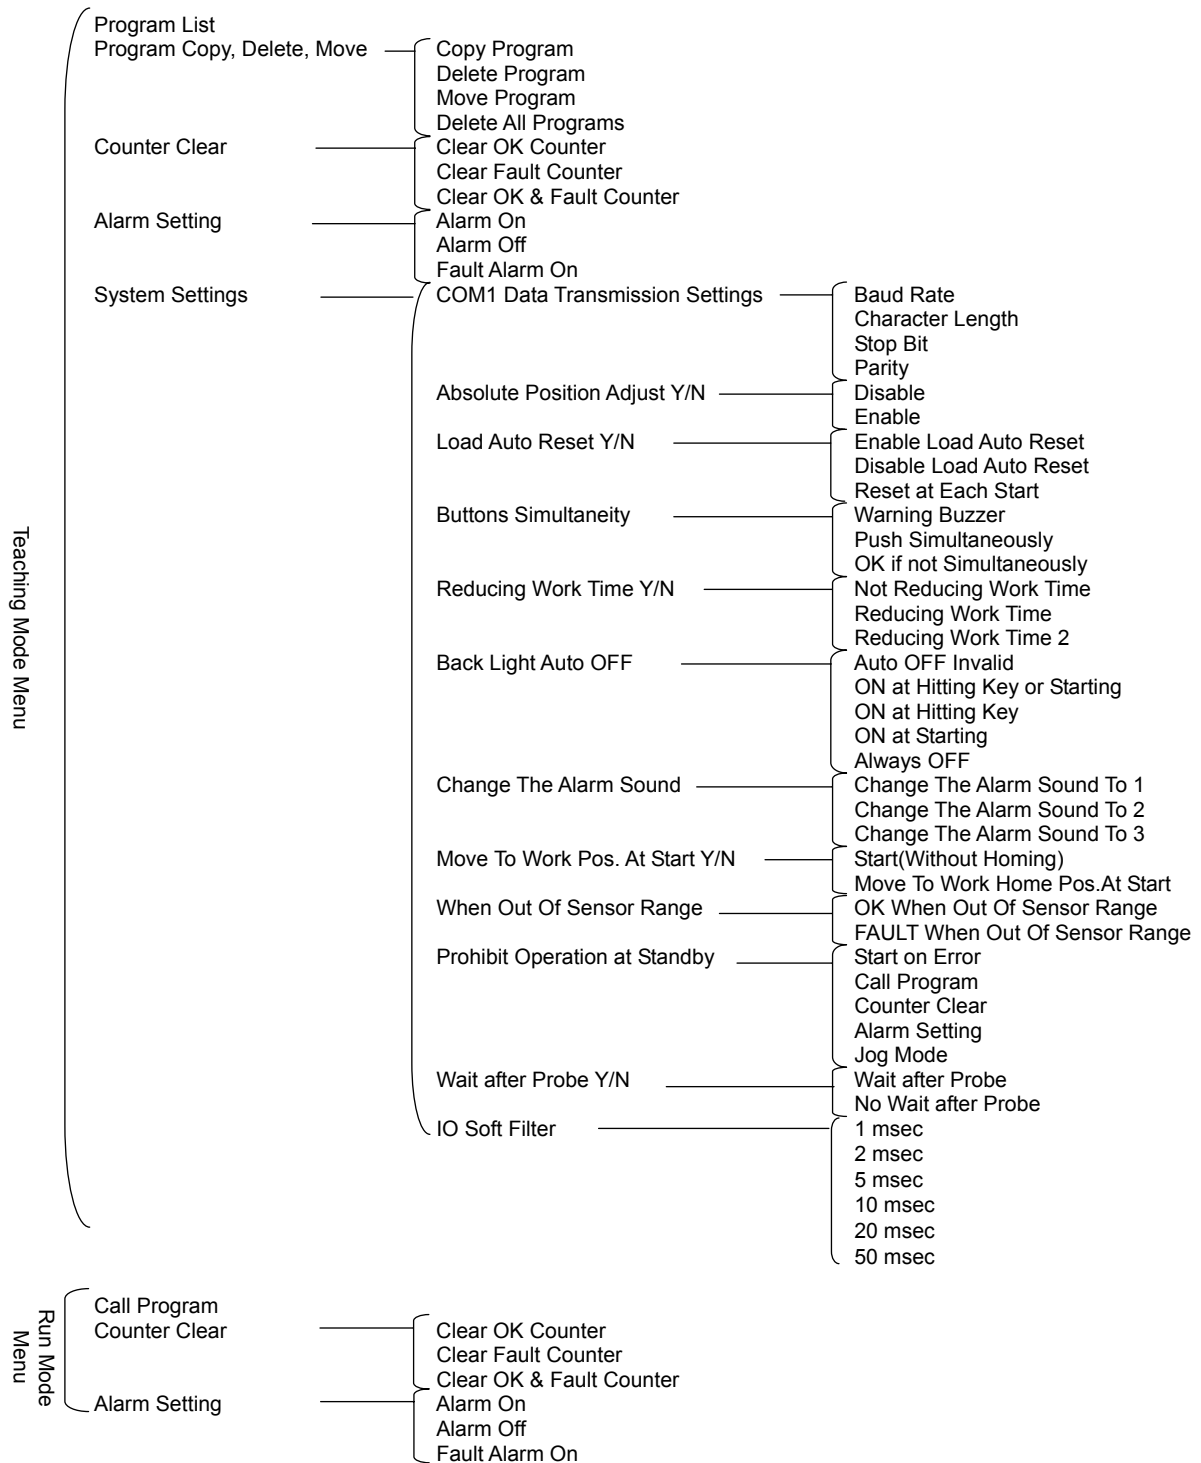 Teaching Mode Menu
Program List
Program Copy, Delete, Move
Copy Program
Delete Program
Move Program
Delete All Programs
Counter Clear
Clear OK Counter
Clear Fault Counter
Clear OK & Fault Counter
Alarm Setting
Alarm On
Alarm Off
Fault Alarm On
System Settings
COM1 Data Transmission Settings
Baud Rate
Character Length
Stop Bit
Parity
Absolute Position Adjust Y/N
Disable
Enable
Load Auto Reset Y/N
Enable Load Auto Reset
Disable Load Auto Reset
Reset at Each Start
Buttons Simultaneity
Warning Buzzer
Push Simultaneously
OK if not Simultaneously
Reducing Work Time Y/N
Not Reducing Work Time
Reducing Work Time
Reducing Work Time 2
Back Light Auto OFF
Auto OFF Invalid
ON at Hitting Key or Starting
ON at Hitting Key
ON at Starting
Always OFF
Change The Alarm Sound
Change The Alarm Sound To 1
Change The Alarm Sound To 2
Change The Alarm Sound To 3
Move To Work Pos. At Start Y/N
Start(Without Homing)
Move To Work Home Pos.At Start
When Out Of Sensor Range
OK When Out Of Sensor Range
FAULT When Out Of Sensor Range
Prohibit Operation at Standby
Start on Error
Call Program
Counter Clear
Alarm Setting
Jog Mode
Wait after Probe Y/N
Wait after Probe
No Wait after Probe
IO Soft Filter
1 msec
2 msec
5 msec
10 msec
20 msec
50 msec
Run Mode
Menu
Call Program
Counter Clear
Clear OK Counter
Clear Fault Counter
Clear OK & Fault Counter
Alarm Setting
Alarm On
Alarm Off
Fault Alarm On